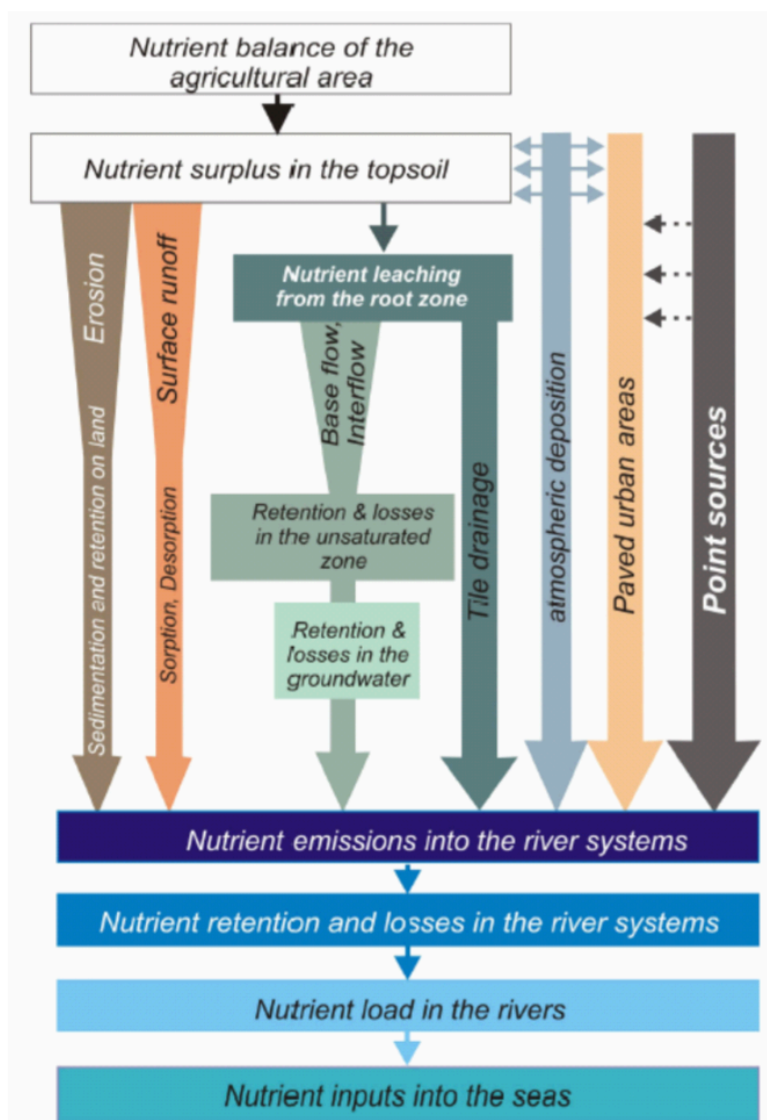 Nutrient balance of the
agricultural area
Nutrient surplus in the topsoil
Erosion
Sedimentation and retention on land
Surface runoff
Sorption, Desorption
Nutrient leaching
from the root zone
Base flow,
Interflow
Retention & losses
in the unsaturated
zone
Retention &
losses in the
groundwater
Tile drainage
atmospheric deposition
Paved urban areas
Point sources
Nutrient emissions into the river systems
Nutrient retention and losses in the river systems
Nutrient load in the rivers
Nutrient inputs into the seas